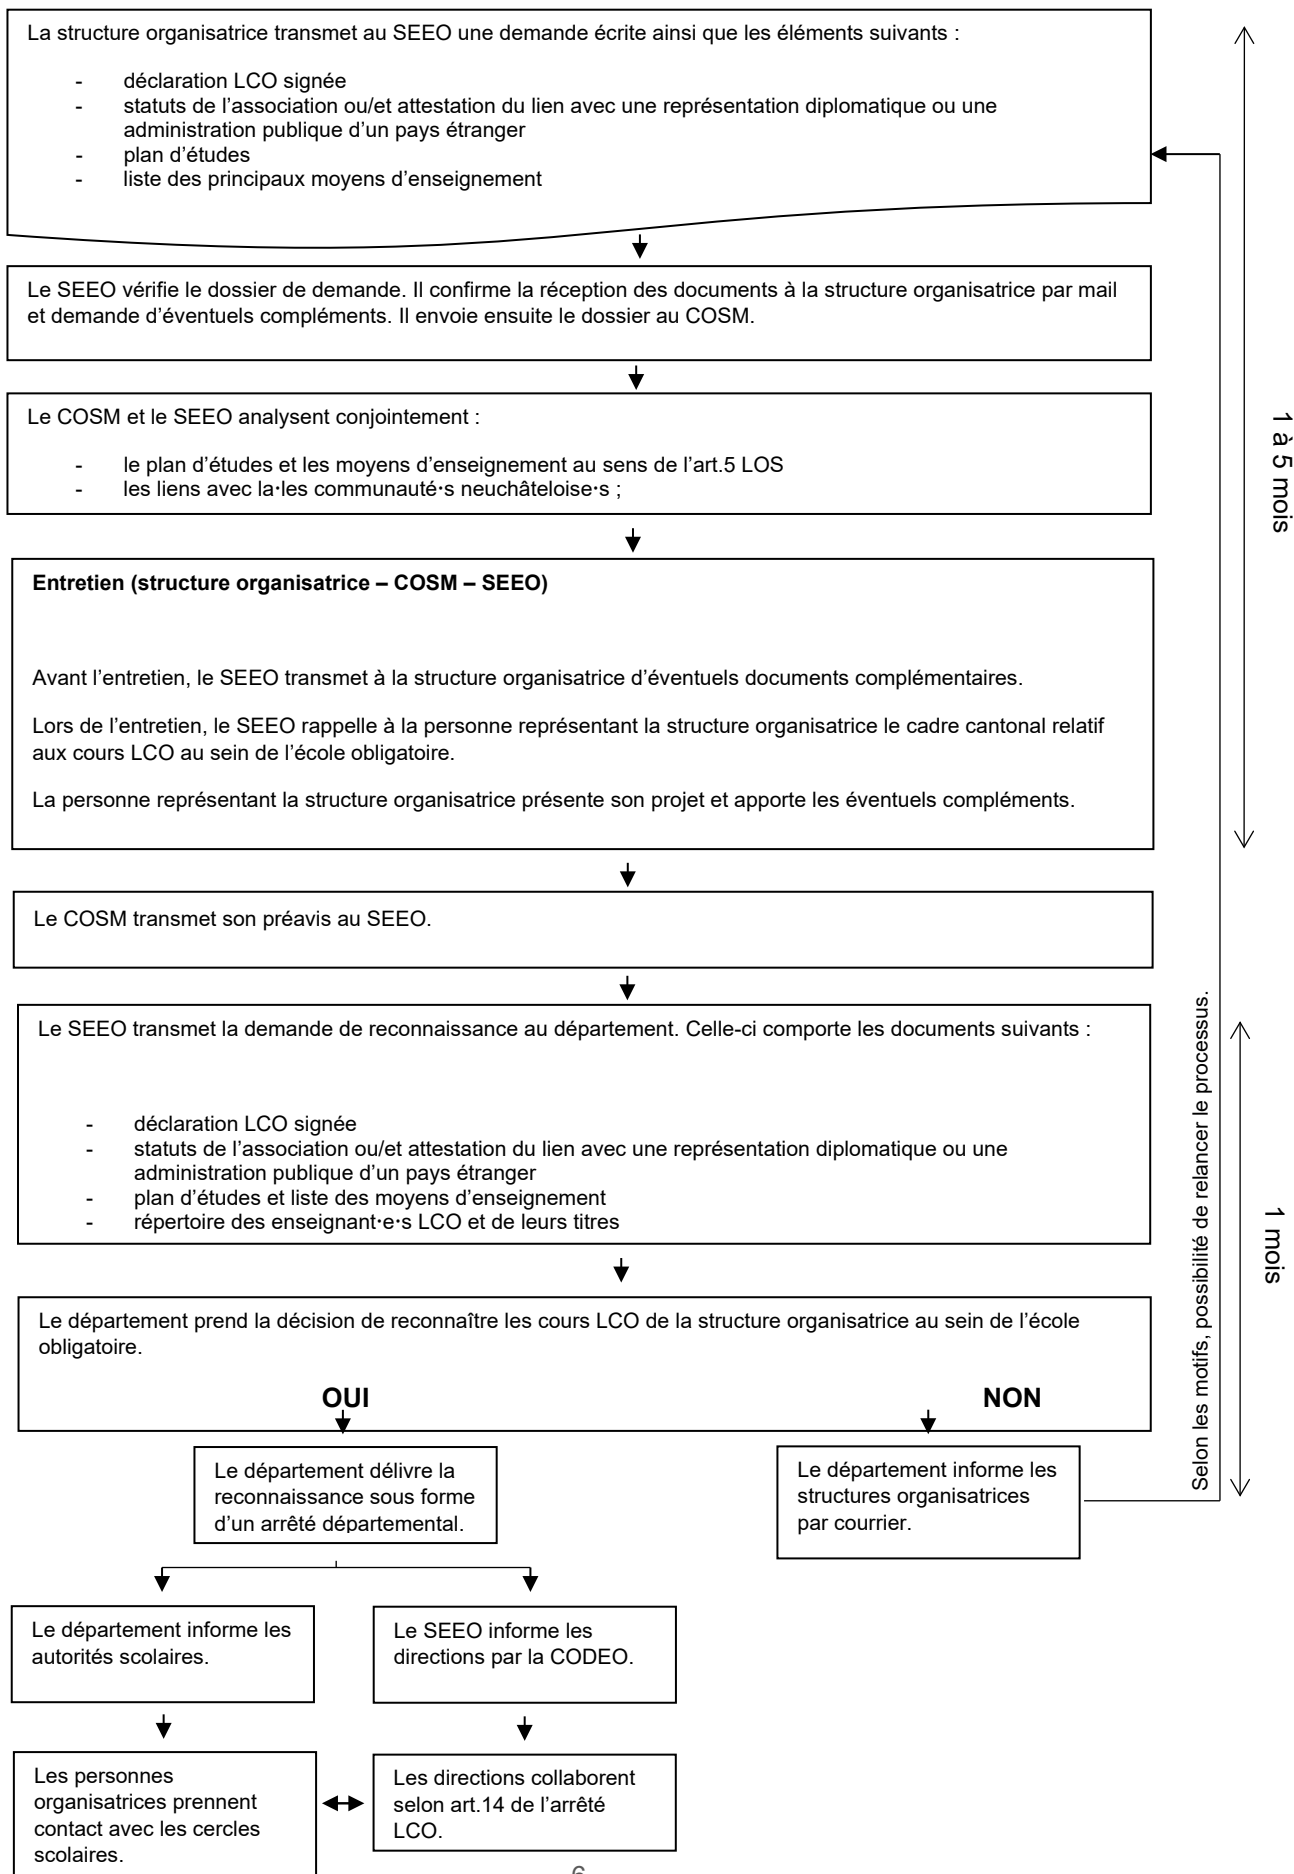 La structure organisatrice transmet au SEEO une demande écrite ainsi que les éléments suivants :
- déclaration LCO signée
- statuts de l’association ou/et attestation du lien avec une représentation diplomatique ou une
administration publique d’un pays étranger
- plan d’études
- liste des principaux moyens d’enseignement
Le SEEO vérifie le dossier de demande. Il confirme la réception des documents à la structure organisatrice par mail
et demande d’éventuels compléments. Il envoie ensuite le dossier au COSM.
Le COSM et le SEEO analysent conjointement :
- le plan d’études et les moyens d’enseignement au sens de l’art.5 LOS
- les liens avec la·les communauté·s neuchâteloise·s ;
1 à 5 mois
Entretien (structure organisatrice – COSM – SEEO)
Avant l’entretien, le SEEO transmet à la structure organisatrice d’éventuels documents complémentaires.
Lors de l’entretien, le SEEO rappelle à la personne représentant la structure organisatrice le cadre cantonal relatif
aux cours LCO au sein de l’école obligatoire.
La personne représentant la structure organisatrice présente son projet et apporte les éventuels compléments.
Le COSM transmet son préavis au SEEO.
Le SEEO transmet la demande de reconnaissance au département. Celle-ci comporte les documents suivants :
- déclaration LCO signée
- statuts de l’association ou/et attestation du lien avec une représentation diplomatique ou une
administration publique d’un pays étranger
- plan d’études et liste des moyens d’enseignement
- répertoire des enseignant·e·s LCO et de leurs titres
Selon les motifs, possibilité de relancer le processus.
1 mois
Le département prend la décision de reconnaître les cours LCO de la structure organisatrice au sein de l’école
obligatoire.
OUI
NON
Le département délivre la
reconnaissance sous forme
d’un arrêté départemental.
Le département informe les
structures organisatrices
par courrier.
Le département informe les
autorités scolaires.
Le SEEO informe les
directions par la CODEO.
Les personnes
organisatrices prennent
contact avec les cercles
scolaires.
Les directions collaborent
selon art.14 de l’arrêté
LCO.
6